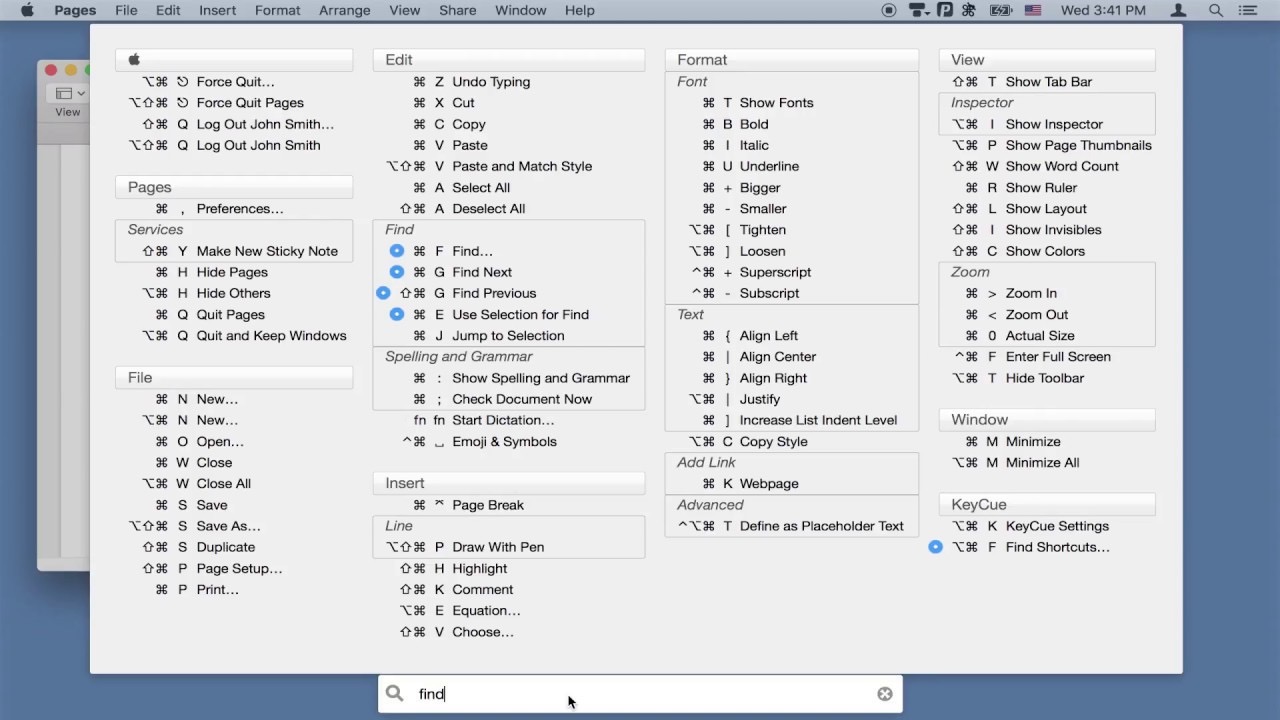 Pages File Edit Insert Format Arrange View Share Window Help Wed 3:41 PM
View

⌥⌘ ⎋ Force Quit…
⌥⇧⌘ ⎋ Force Quit Pages
⇧⌘ Q Log Out John Smith…
⌥⇧⌘ Q Log Out John Smith
Pages
⌘ , Preferences…
Services
⇧⌘ Y Make New Sticky Note
⌘ H Hide Pages
⌥⌘ H Hide Others
⌘ Q Quit Pages
⌥⌘ Q Quit and Keep Windows
File
⌘ N New…
⌥⌘ N New…
⌘ O Open…
⌘ W Close
⌥⌘ W Close All
⌘ S Save
⌥⇧⌘ S Save As…
⇧⌘ S Duplicate
⇧⌘ P Page Setup…
⌘ P Print…
Edit
⌘ Z Undo Typing
⌘ X Cut
⌘ C Copy
⌘ V Paste
⌥⇧⌘ V Paste and Match Style
⌘ A Select All
⇧⌘ A Deselect All
Find
⌘ F Find…
⌘ G Find Next
⇧⌘ G Find Previous
⌘ E Use Selection for Find
⌘ J Jump to Selection
Spelling and Grammar
⌘ : Show Spelling and Grammar
⌘ ; Check Document Now
fn fn Start Dictation…
^⌘ ⎵ Emoji & Symbols
Insert
⌘ ⌤ Page Break
Line
⌥⇧⌘ P Draw With Pen
⇧⌘ H Highlight
⇧⌘ K Comment
⌥⌘ E Equation…
⇧⌘ V Choose…
Format
Font
⌘ T Show Fonts
⌘ B Bold
⌘ I Italic
⌘ U Underline
⌘ + Bigger
⌘ - Smaller
⌥⌘ [ Tighten
⌥⌘ ] Loosen
^⌘ + Superscript
^⌘ - Subscript
Text
⌘ { Align Left
⌘ | Align Center
⌘ } Align Right
⌥⌘ | Justify
⌘ ] Increase List Indent Level
⌥⌘ C Copy Style
Add Link
⌘ K Webpage
Advanced
^⌥⌘ T Define as Placeholder Text
View
⇧⌘ T Show Tab Bar
Inspector
⌥⌘ I Show Inspector
⌥⌘ P Show Page Thumbnails
⇧⌘ W Show Word Count
⌘ R Show Ruler
⇧⌘ L Show Layout
⇧⌘ I Show Invisibles
⇧⌘ C Show Colors
Zoom
⌘ > Zoom In
⌘ < Zoom Out
⌘ 0 Actual Size
^⌘ F Enter Full Screen
⌥⌘ T Hide Toolbar
Window
⌘ M Minimize
⌥⌘ M Minimize All
KeyCue
⌥⌘ K KeyCue Settings
⌥⌘ F Find Shortcuts…
find